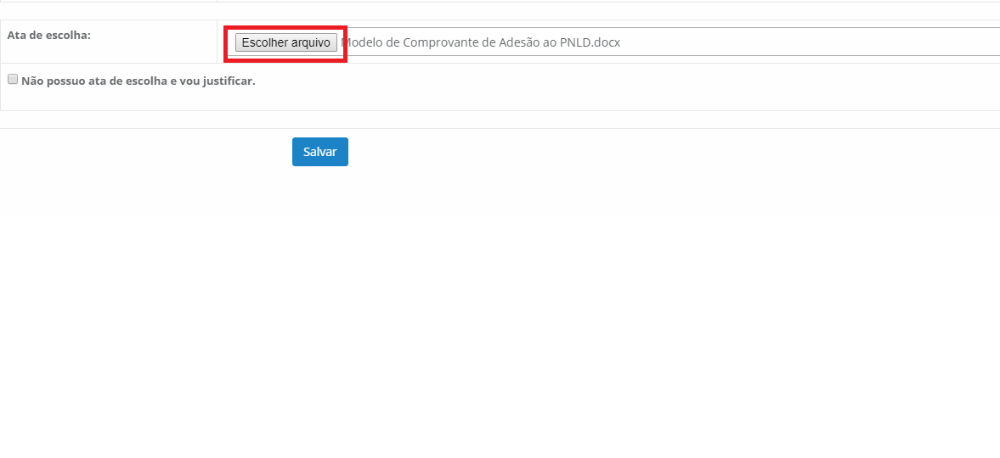 Ata de escolha:
Escolher arquivo Modelo de Comprovante de Adesão ao PNLD.docx
Não possuo ata de escolha e vou justificar.
Salvar